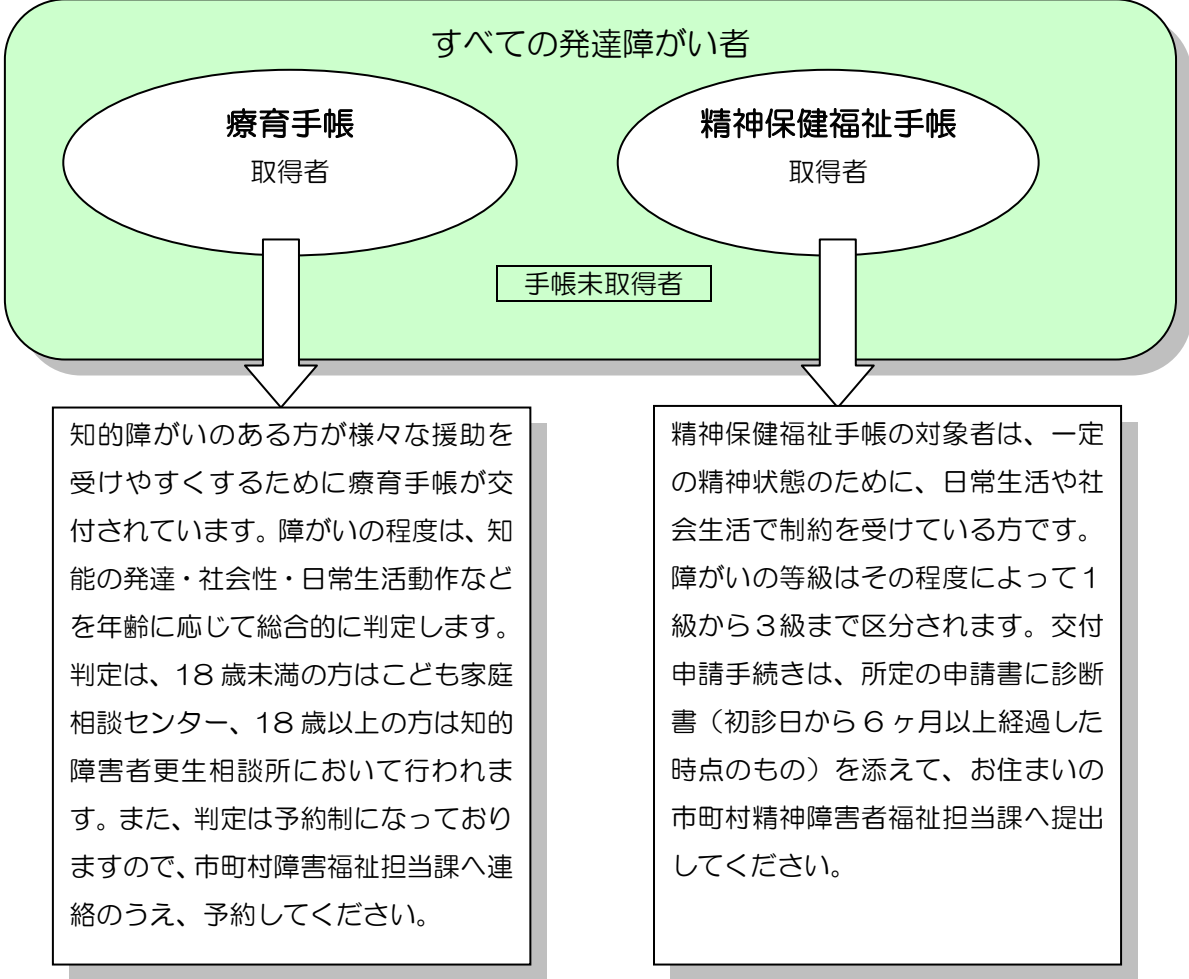 すべての発達障がい者
療育手帳
取得者
精神保健福祉手帳
取得者
手帳未取得者
知的障がいのある方が様々な援助を
受けやすくするために療育手帳が交
付されています。障がいの程度は、知
能の発達・社会性・日常生活動作など
を年齢に応じて総合的に判定します。
判定は、18 歳未満の方はこども家庭
相談センター、18 歳以上の方は知的
障害者更生相談所において行われま
す。また、判定は予約制になっており
ますので、市町村障害福祉担当課へ連
絡のうえ、予約してください。
精神保健福祉手帳の対象者は、一定
の精神状態のために、日常生活や社
会生活で制約を受けている方です。
障がいの等級はその程度によって１
級から３級まで区分されます。交付
申請手続きは、所定の申請書に診断
書（初診日から 6 ヶ月以上経過した
時点のもの）を添えて、お住まいの
市町村精神障害者福祉担当課へ提出
してください。